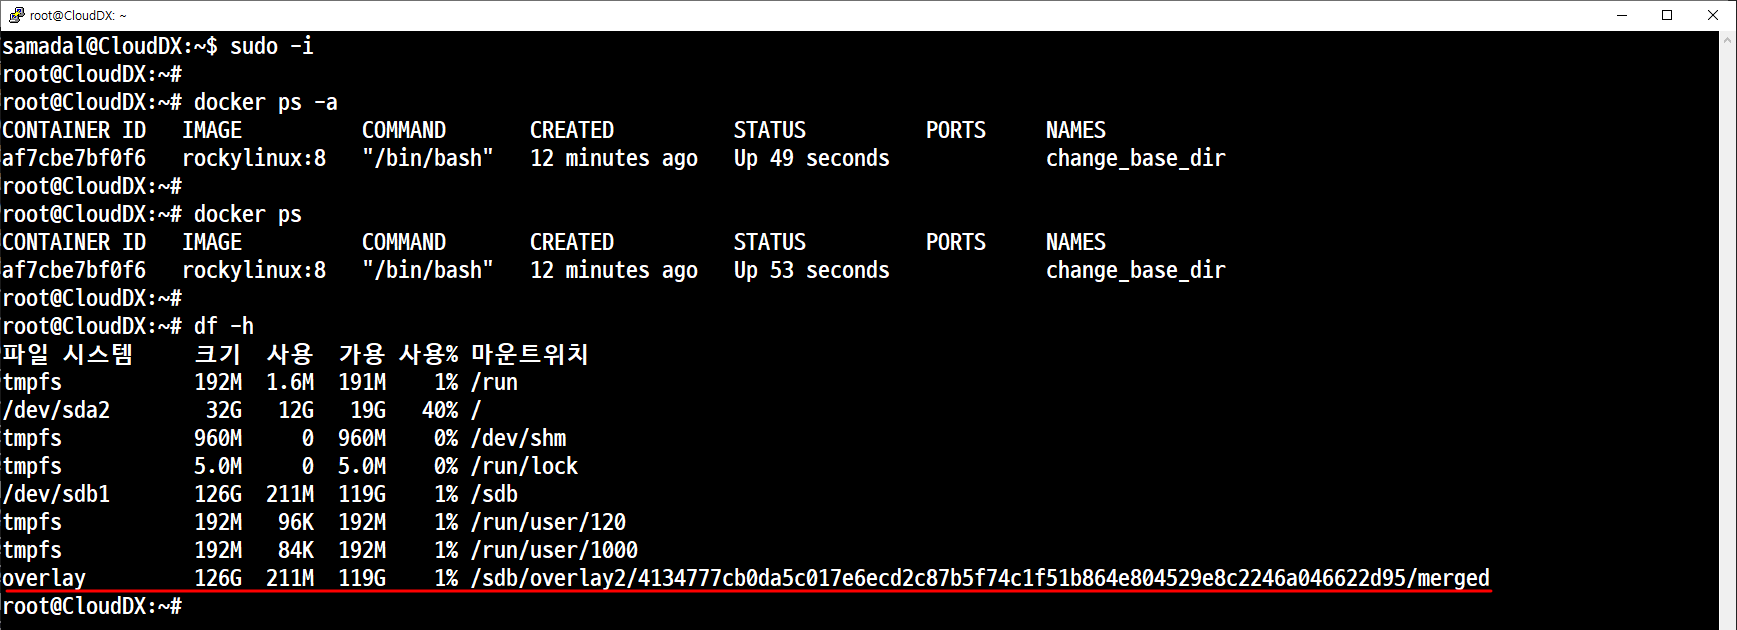 root@CloudDX: ~
samadal@CloudDX:~$ sudo -i
root@CloudDX:~#
root@CloudDX:~# docker ps -a
CONTAINER ID   IMAGE          COMMAND       CREATED          STATUS          PORTS     NAMES
af7cbe7bf0f6   rockylinux:8   "/bin/bash"   12 minutes ago   Up 49 seconds             change_base_dir
root@CloudDX:~#
root@CloudDX:~# docker ps
CONTAINER ID   IMAGE          COMMAND       CREATED          STATUS          PORTS     NAMES
af7cbe7bf0f6   rockylinux:8   "/bin/bash"   12 minutes ago   Up 53 seconds             change_base_dir
root@CloudDX:~#
root@CloudDX:~# df -h
파일 시스템     크기  사용  가용 사용% 마운트위치
tmpfs           192M  1.6M  191M    1% /run
/dev/sda2        32G   12G   19G   40% /
tmpfs           960M     0  960M    0% /dev/shm
tmpfs           5.0M     0  5.0M    0% /run/lock
/dev/sdb1       126G  211M  119G    1% /sdb
tmpfs           192M   96K  192M    1% /run/user/120
tmpfs           192M   84K  192M    1% /run/user/1000
overlay         126G  211M  119G    1% /sdb/overlay2/4134777cb0da5c017e6ecd2c87b5f74c1f51b864e804529e8c2246a046622d95/merged
root@CloudDX:~#